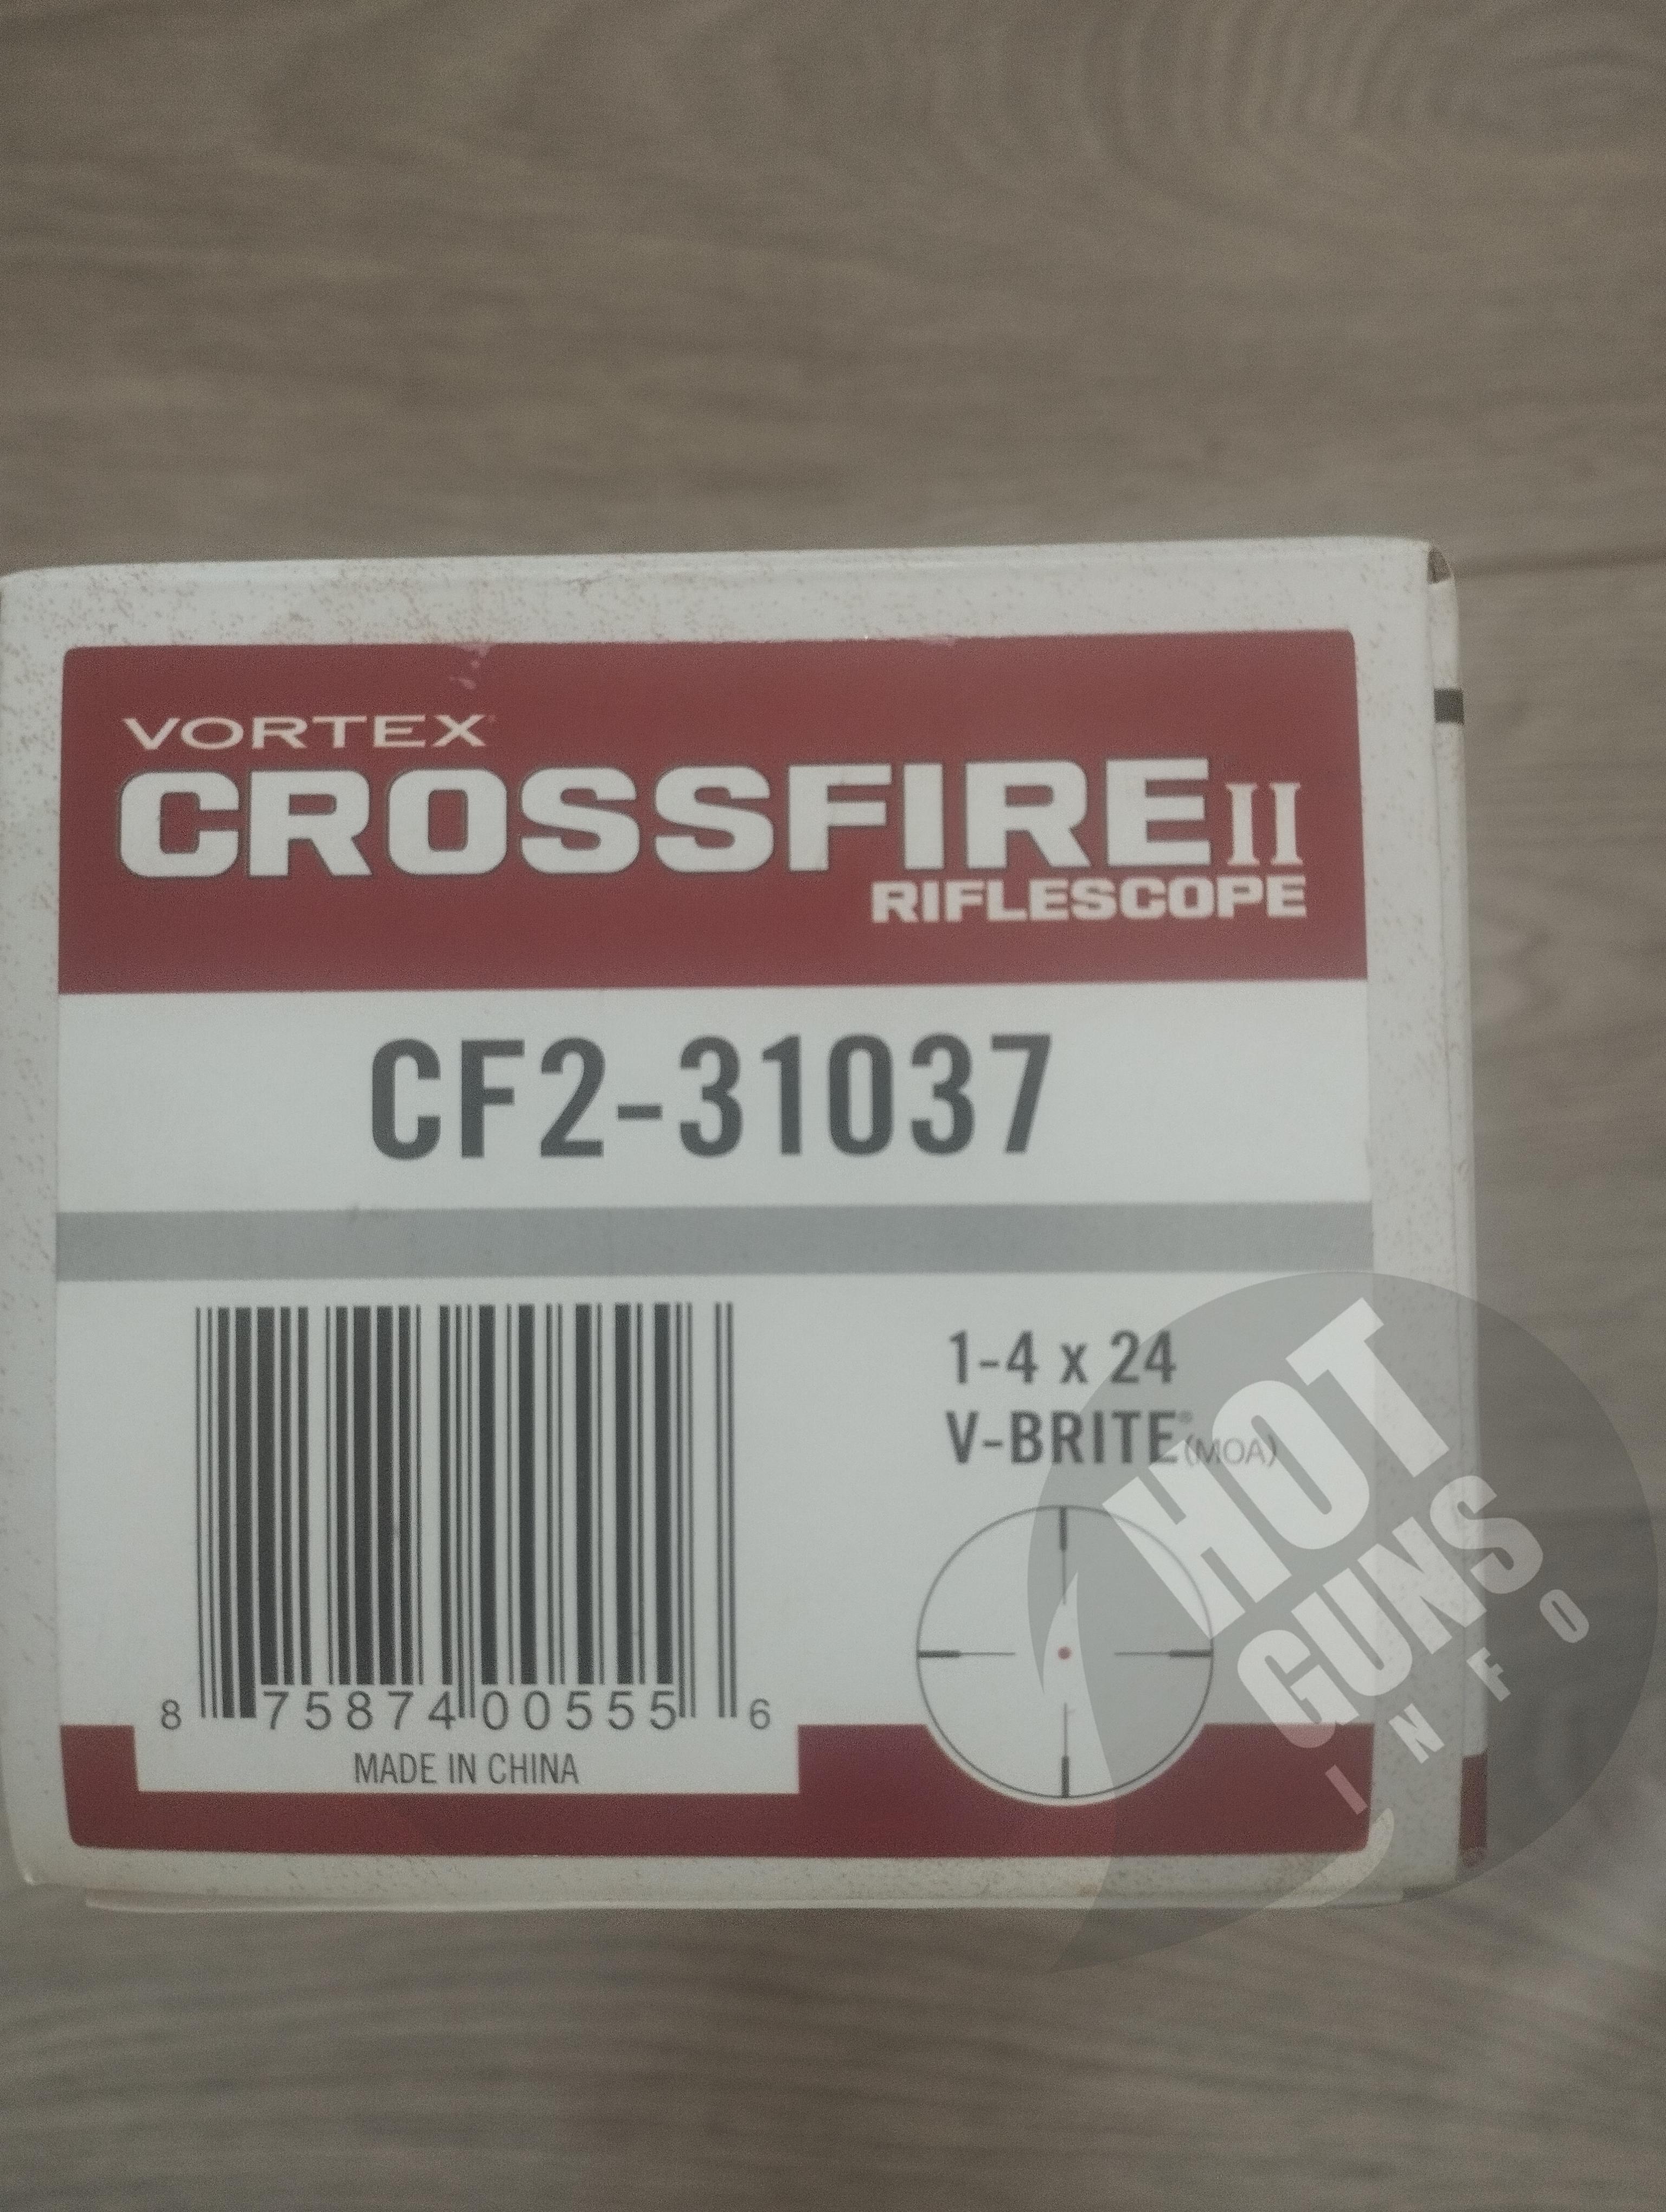 VORTEX
CROSSFIRE II
RIFLESCOPE
CF2-31037
1-4 x 24
V-BRITE® (MOA)
8 75874 00555 6
MADE IN CHINA
HOT
GUNS
INFO